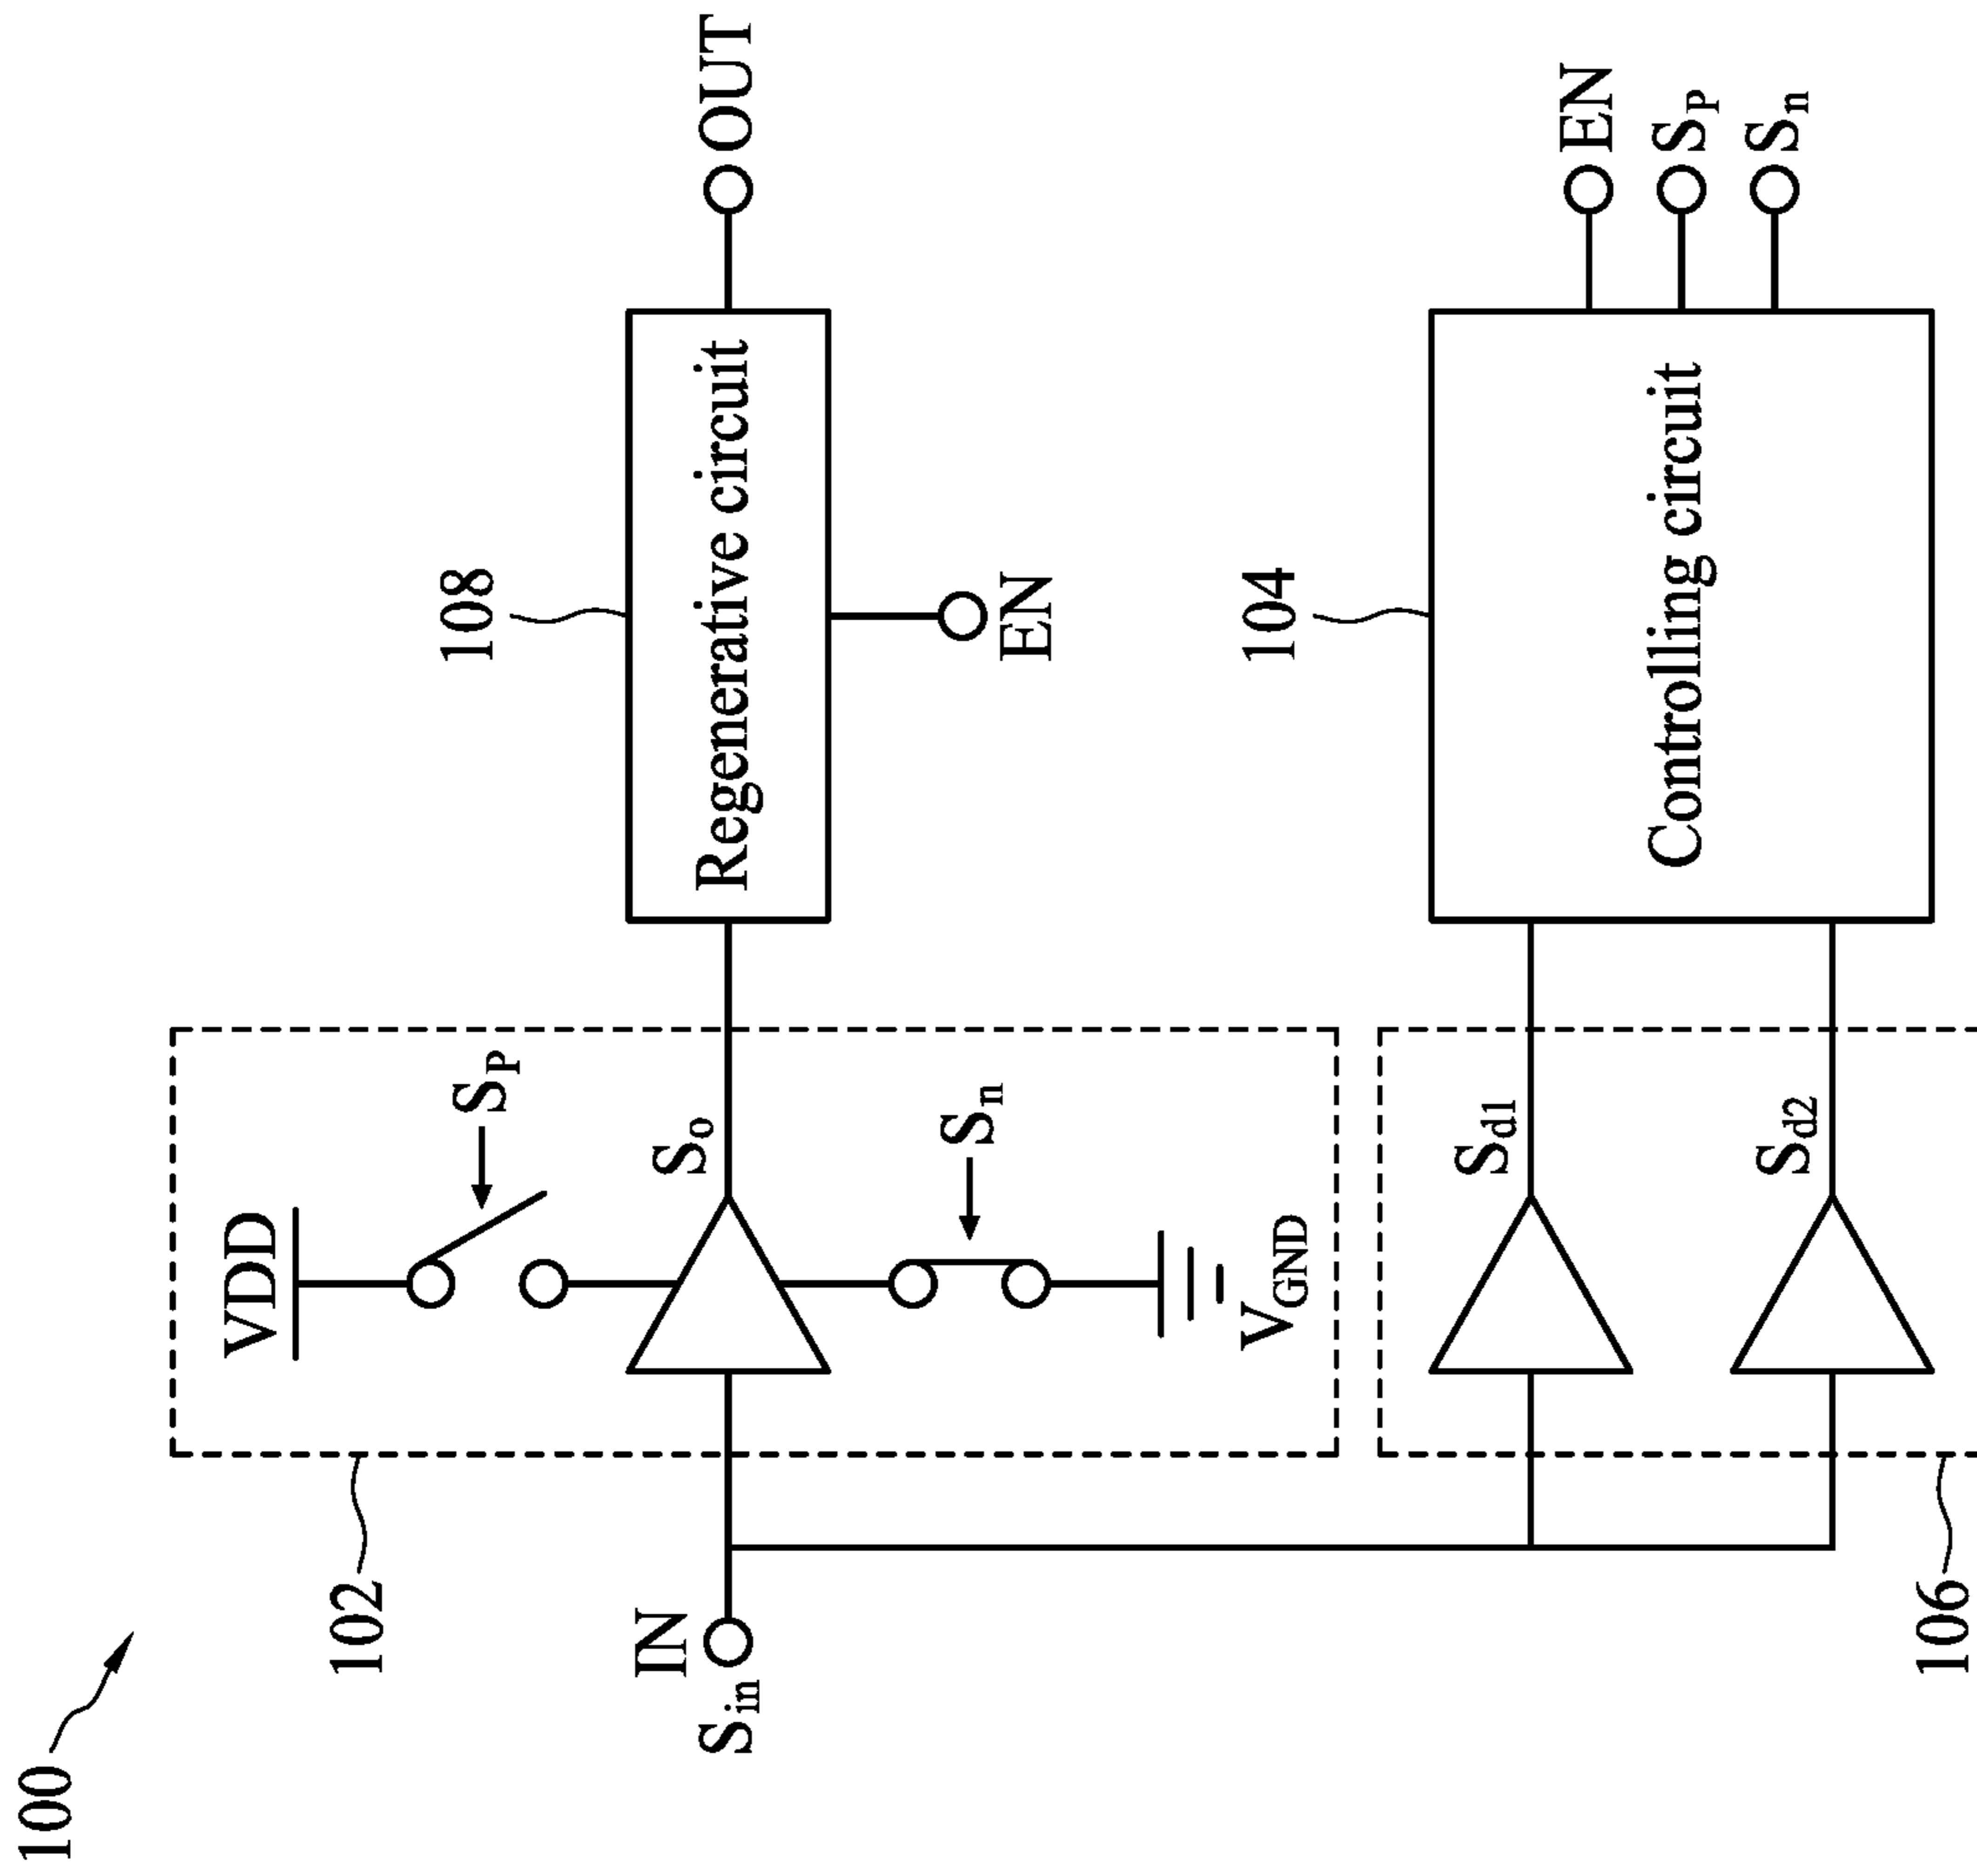 100
102
VDD
SP
IN
Sin
So
Sn
VGND
108
Regenerative circuit
OUT
EN
106
Sd1
Sd2
104
Controlling circuit
EN
Sp
Sn